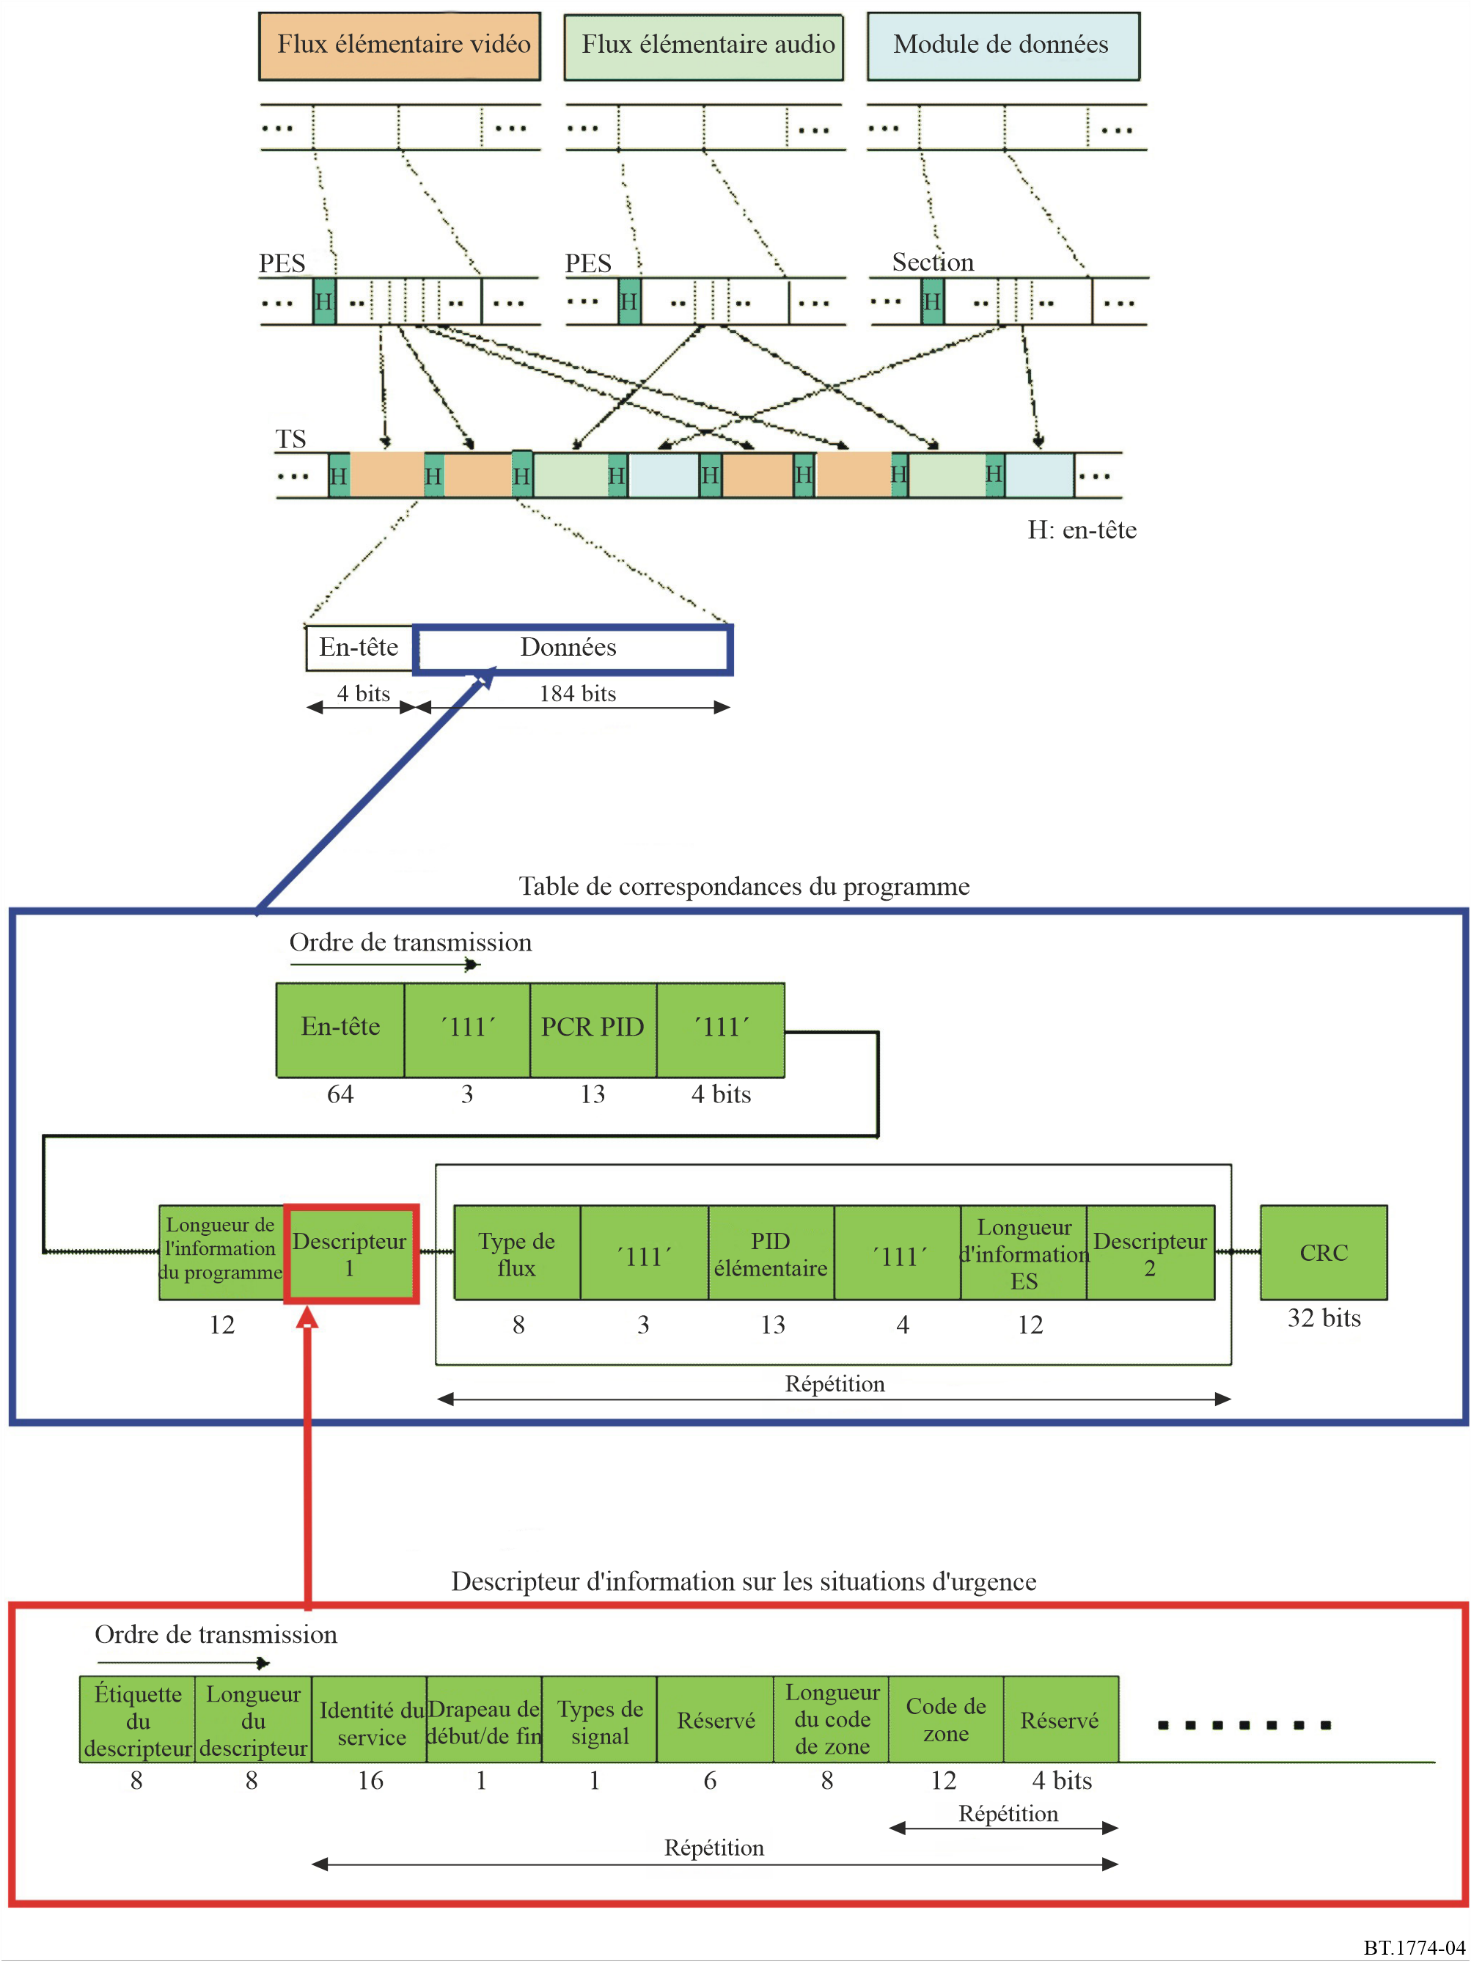 Flux élémentaire vidéo
Flux élémentaire audio
Module de données
PES
PES
Section
H
H
H
TS
H
H
H
H
H
H
H
H
H: en-tête
En-tête
Données
4 bits
184 bits
Table de correspondances du programme
Ordre de transmission
En-tête
´111´
PCR PID
´111´
64
3
13
4 bits
Longueur de
l'information
du programme
Descripteur
1
Type de
flux
´111´
PID
élémentaire
´111´
Longueur
d'information
ES
Descripteur
2
CRC
12
8
3
13
4
12
32 bits
Répétition
Descripteur d'information sur les situations d'urgence
Ordre de transmission
Étiquette
du
descripteur
Longueur
du
descripteur
Identité du
service
Drapeau de
début/de fin
Types de
signal
Réservé
Longueur
du code
de zone
Code de
zone
Réservé
8
8
16
1
1
6
8
12
4 bits
Répétition
Répétition
BT.1774-04